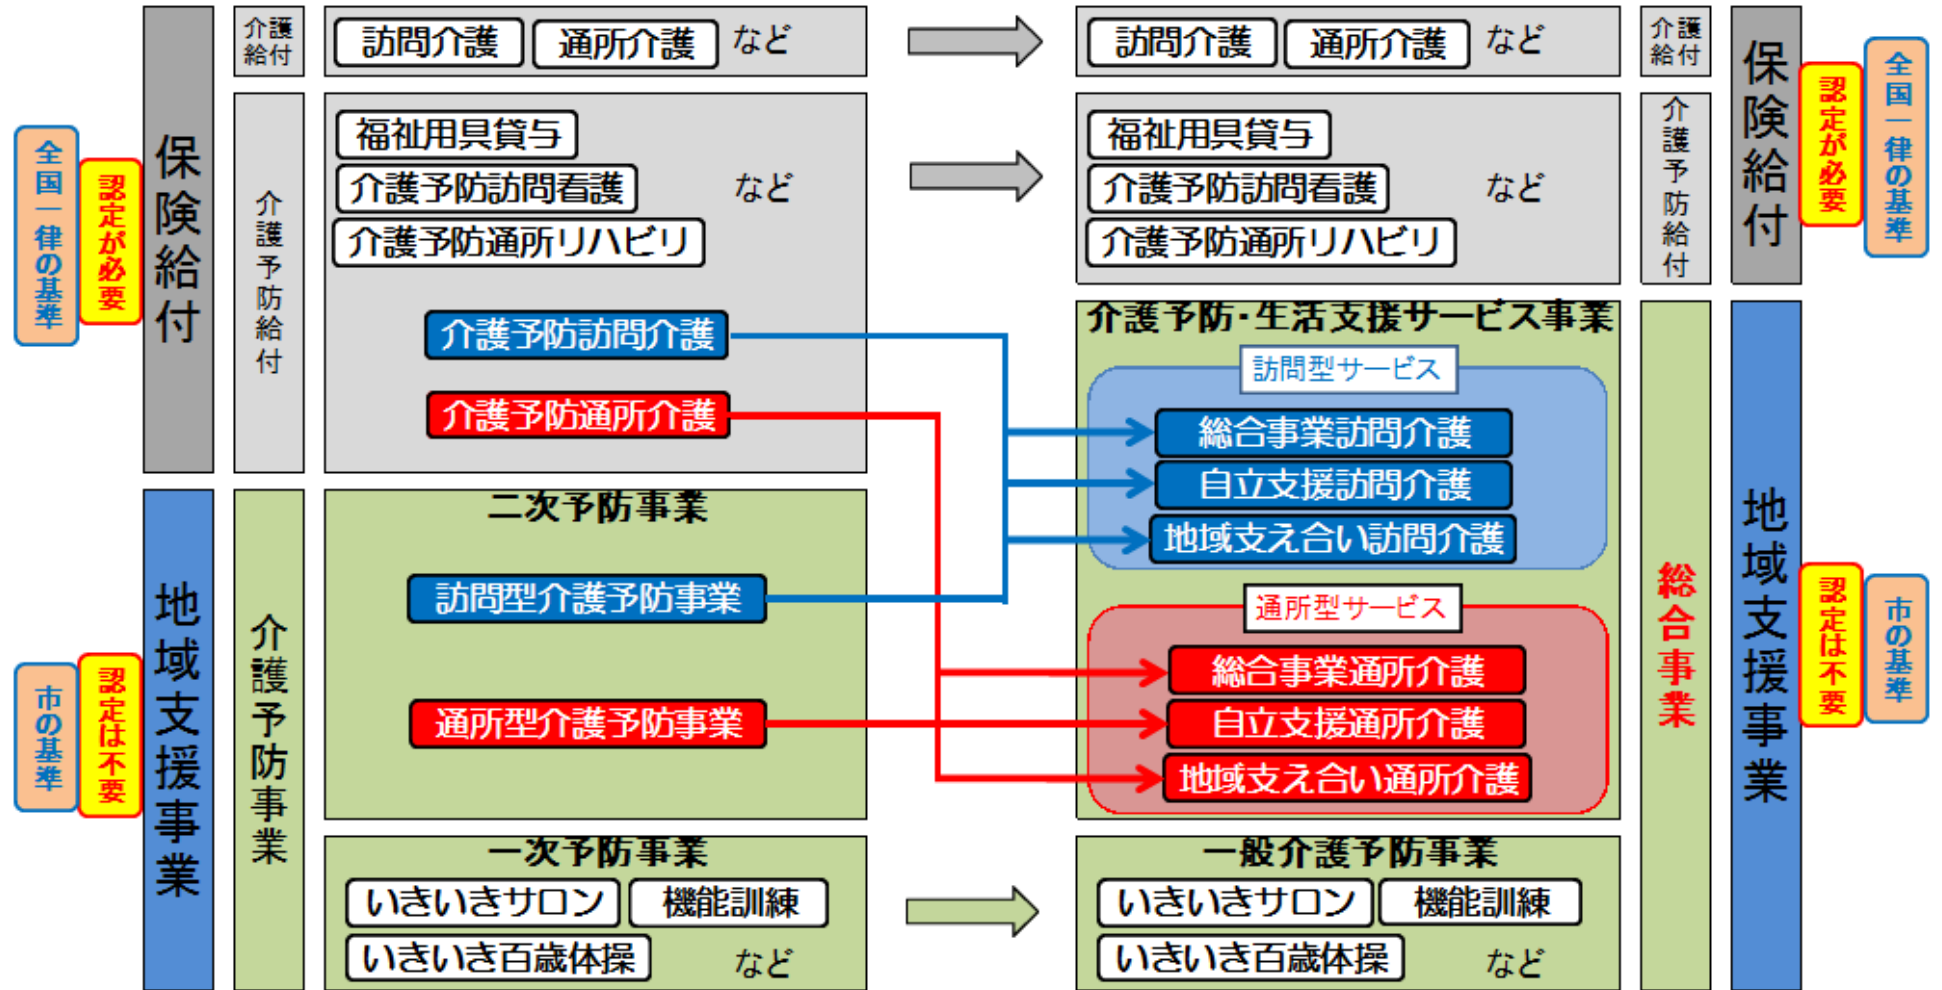 全国一律の基準
認定が必要
保険給付
介護
給付
訪問介護
通所介護
など
介護予防給付
福祉用具貸与
介護予防訪問看護
など
介護予防通所リハビリ
介護予防訪問介護
介護予防通所介護
市の基準
認定は不要
地域支援事業
介護予防事業
二次予防事業
訪問型介護予防事業
通所型介護予防事業
一次予防事業
いきいきサロン
機能訓練
いきいき百歳体操
など
訪問介護
通所介護
など
介護
給付
福祉用具貸与
介護予防訪問看護
など
介護予防通所リハビリ
介護予防給付
保険給付
認定が必要
全国一律の基準
介護予防・生活支援サービス事業
訪問型サービス
総合事業訪問介護
自立支援訪問介護
地域支え合い訪問介護
通所型サービス
総合事業通所介護
自立支援通所介護
地域支え合い通所介護
一般介護予防事業
いきいきサロン
機能訓練
いきいき百歳体操
など
総合事業
地域支援事業
認定は不要
市の基準